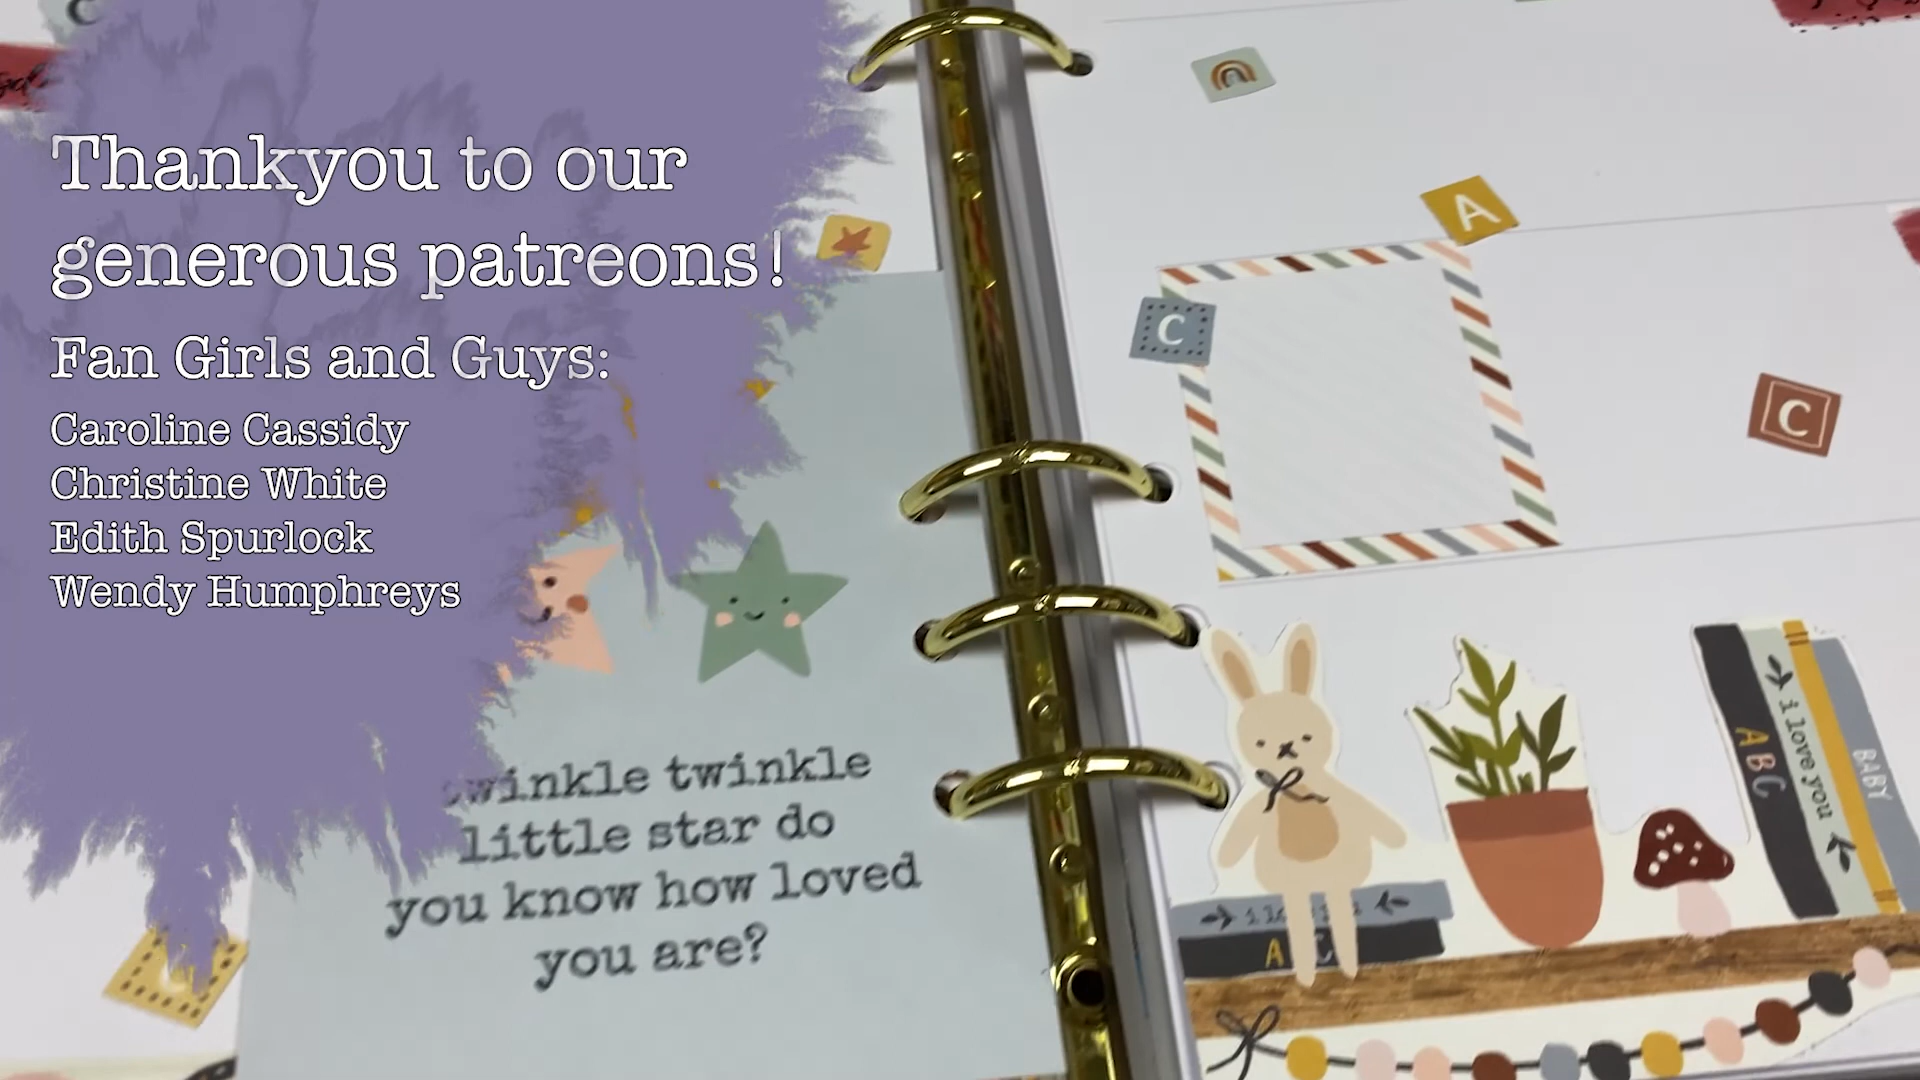 Thankyou to our
generous patreons!
Fan Girls and Guys:
Caroline Cassidy
Christine White
Edith Spurlock
Wendy Humphreys
twinkle
little star do
you know how loved
you are?
A
C
C
ABC
i love you
BABY
A